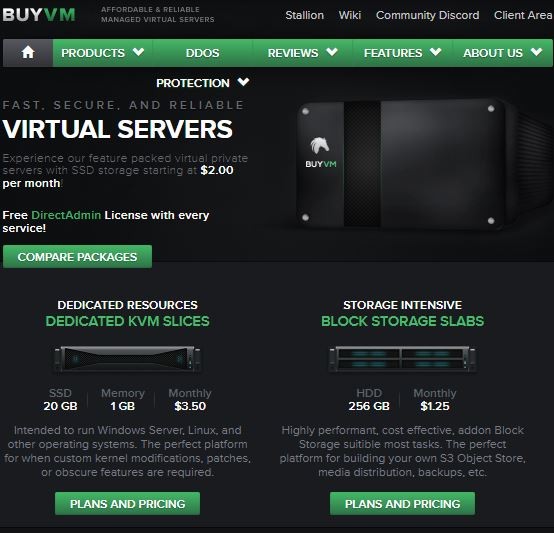 BUYVM
AFFORDABLE & RELIABLE
MANAGED VIRTUAL SERVERS
Stallion Wiki Community Discord Client Area
PRODUCTS DDOS REVIEWS FEATURES ABOUT US
PROTECTION
FAST, SECURE, AND RELIABLE
VIRTUAL SERVERS
Experience our feature packed virtual private
servers with SSD storage starting at $2.00
per month!
Free DirectAdmin License with every
service!
COMPARE PACKAGES
BUYVM
DEDICATED RESOURCES
DEDICATED KVM SLICES
SSD Memory Monthly
20 GB 1 GB $3.50
Intended to run Windows Server, Linux, and
other operating systems. The perfect platform
for when custom kernel modifications, patches,
or obscure features are required.
PLANS AND PRICING
STORAGE INTENSIVE
BLOCK STORAGE SLABS
HDD Monthly
256 GB $1.25
Highly performant, cost effective, addon Block
Storage suitible most tasks. The perfect
platform for building your own S3 Object Store,
media distribution, backups, etc.
PLANS AND PRICING